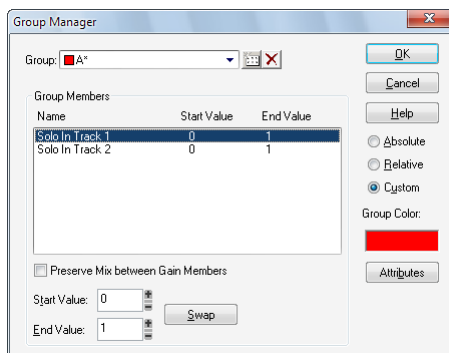 Group Manager
Group: A*
OK
Cancel
Help
Group Members
Name Start Value End Value
Solo In Track 1 0 1
Solo In Track 2 0 1
Absolute
Relative
Custom
Group Color:
Attributes
Preserve Mix between Gain Members
Start Value: 0
End Value: 1
Swap